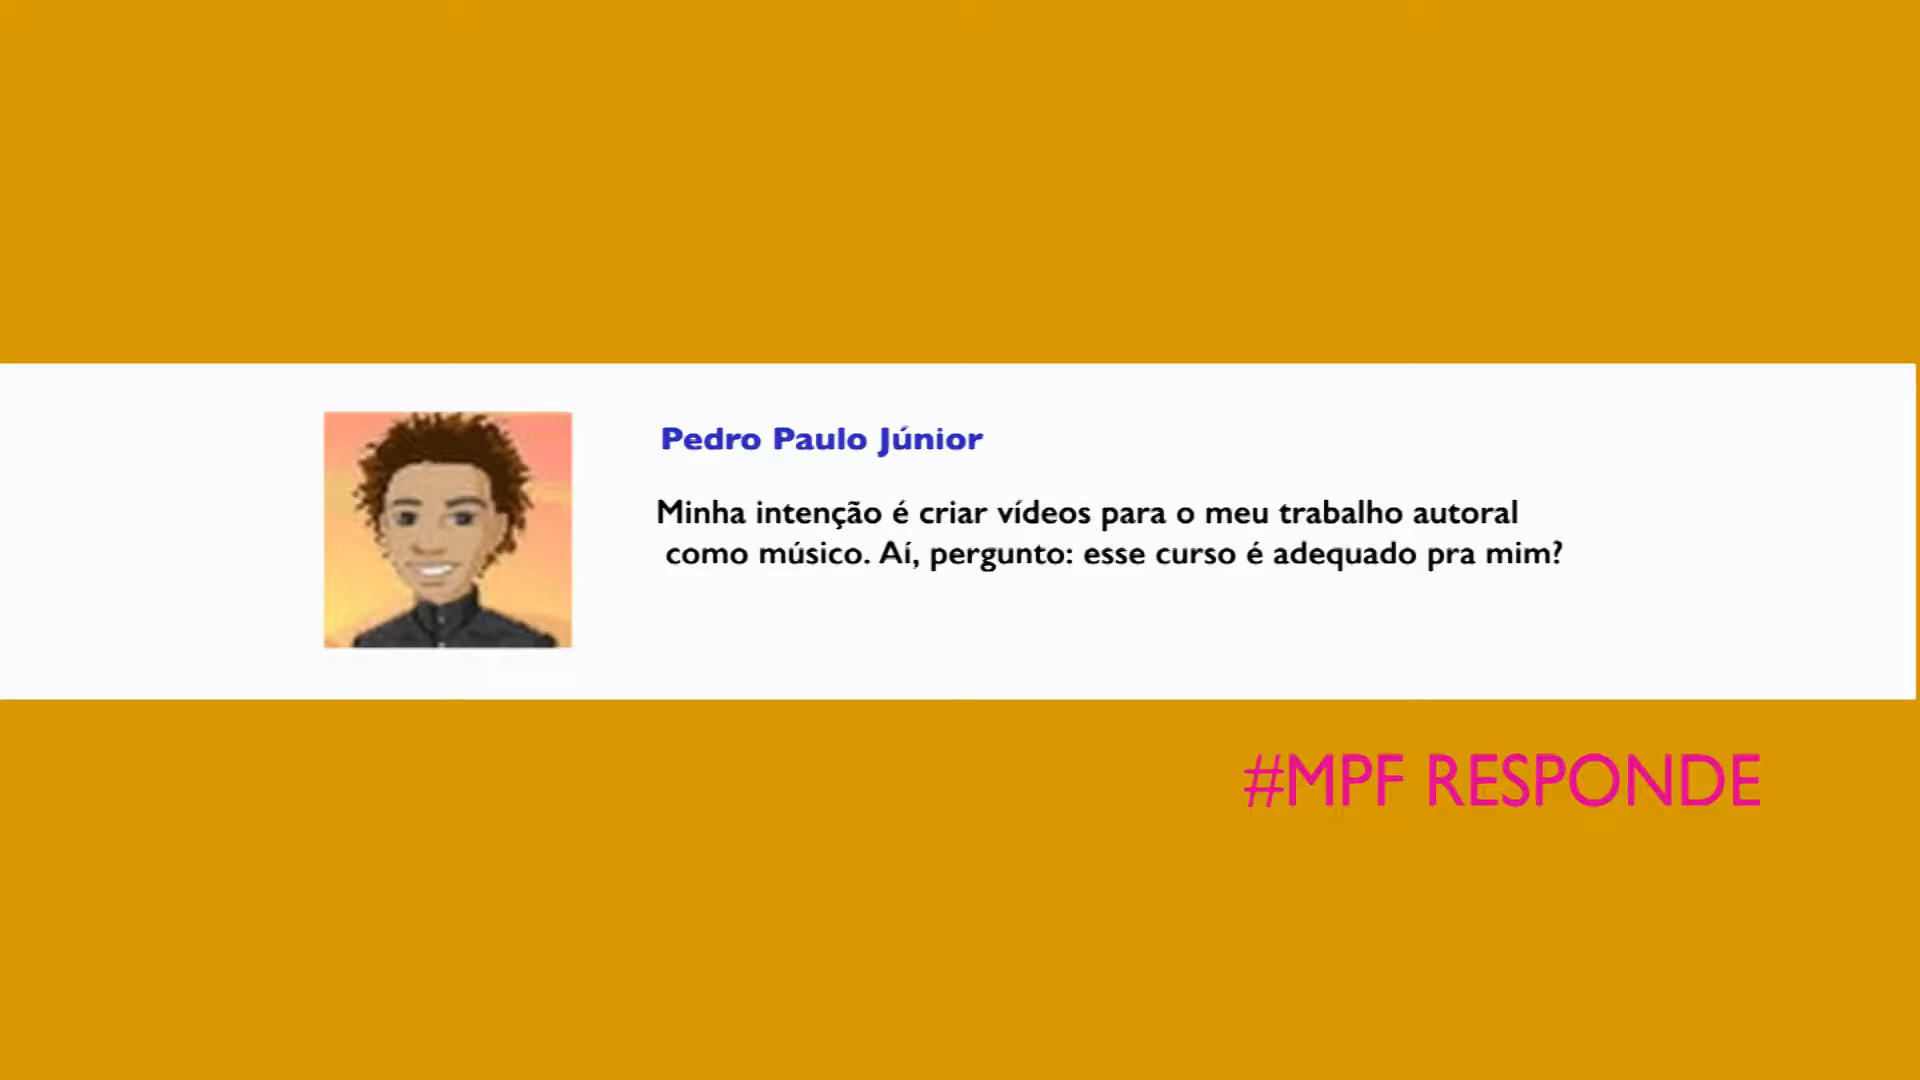 Pedro Paulo Júnior
Minha intenção é criar vídeos para o meu trabalho autoral
como músico. Aí, pergunto: esse curso é adequado pra mim?
#MPF RESPONDE